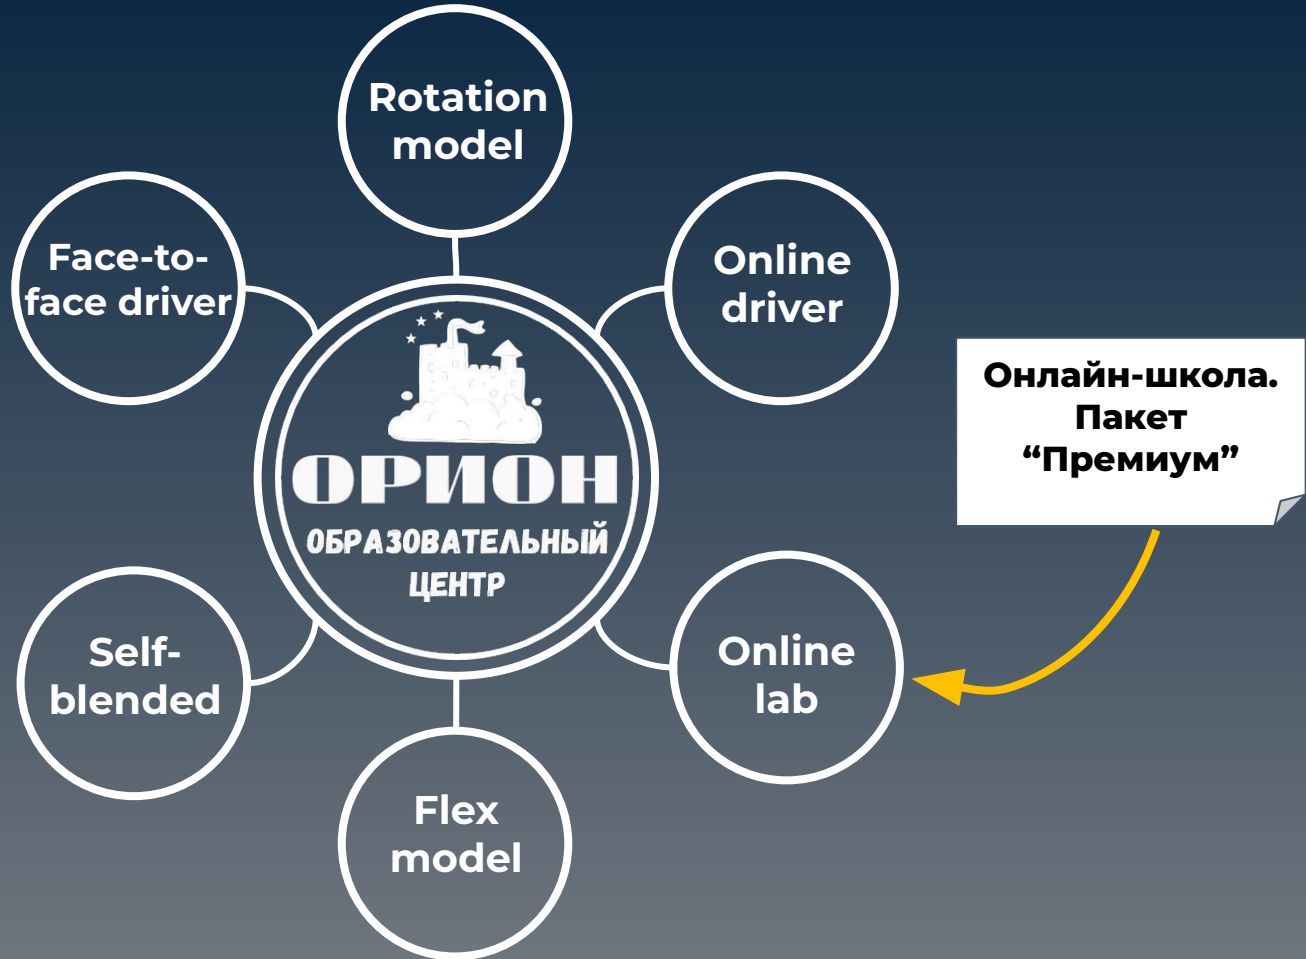 Rotation
model
Face-to-
face driver
Online
driver
ОРИОН
ОБРАЗОВАТЕЛЬНЫЙ
ЦЕНТР
Онлайн-школа.
Пакет
“Премиум”
Self-
blended
Online
lab
Flex
model